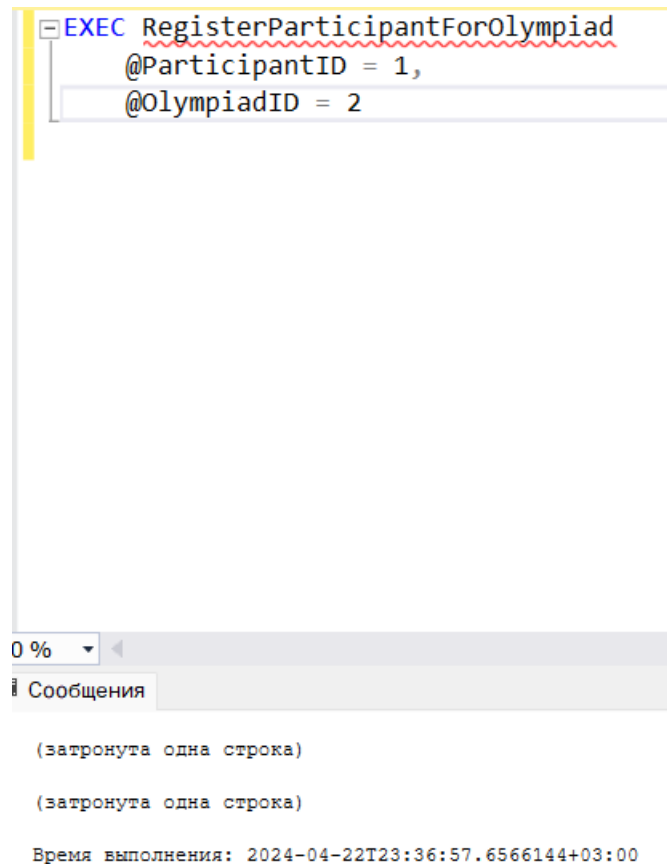 EXEC RegisterParticipantForOlympiad
@ParticipantID = 1,
@OlympiadID = 2
0 %
Сообщения
(затронута одна строка)
(затронута одна строка)
Время выполнения: 2024-04-22T23:36:57.6566144+03:00